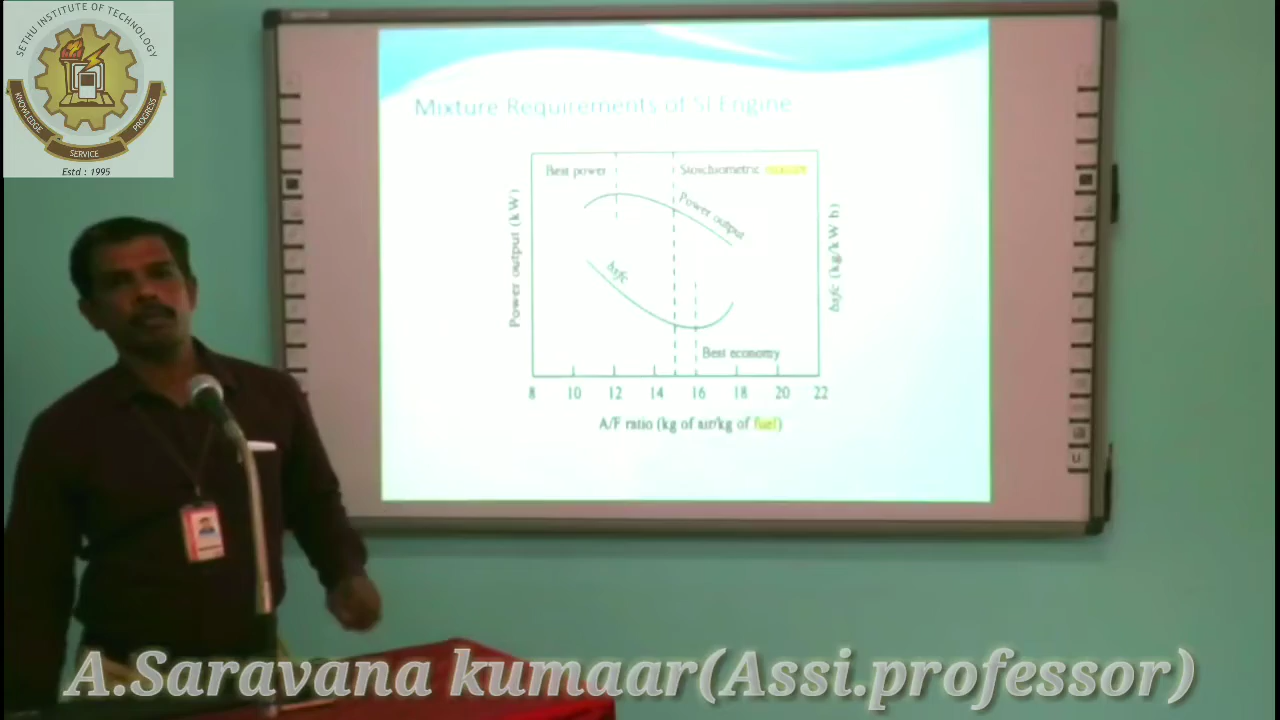 SETHU INSTITUTE OF TECHNOLOGY
KNOWLEDGE
SERVICE
PROGRESS
Estd : 1995
Mixture Requirements of SI Engine
Best power
Stoichiometric mixture
Power output
bsfc
Best economy
Power output (kW)
bsfc (kg/kW h)
8 10 12 14 16 18 20 22
A/F ratio (kg of air/kg of fuel)
A.Saravana kumaar(Assi.professor)